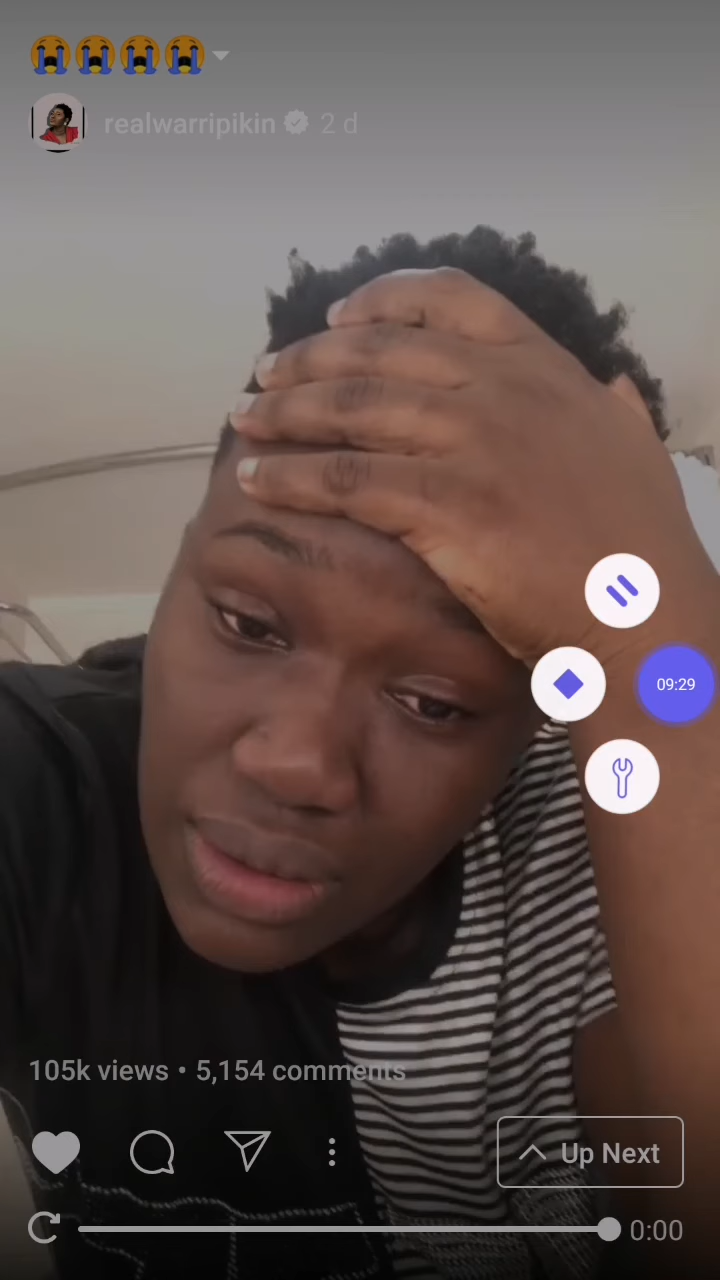 😭😭😭😭
realwarripikin 2 d
09:29
105k views • 5,154 comments
Up Next
0:00